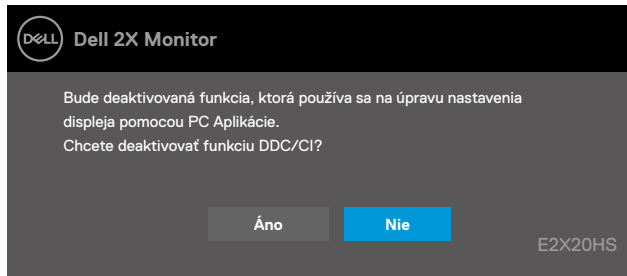 DELL Dell 2X Monitor
Bude deaktivovaná funkcia, ktorá používa sa na úpravu nastavenia
displeja pomocou PC Aplikácie.
Chcete deaktivovať funkciu DDC/CI?
Áno Nie
E2X20HS